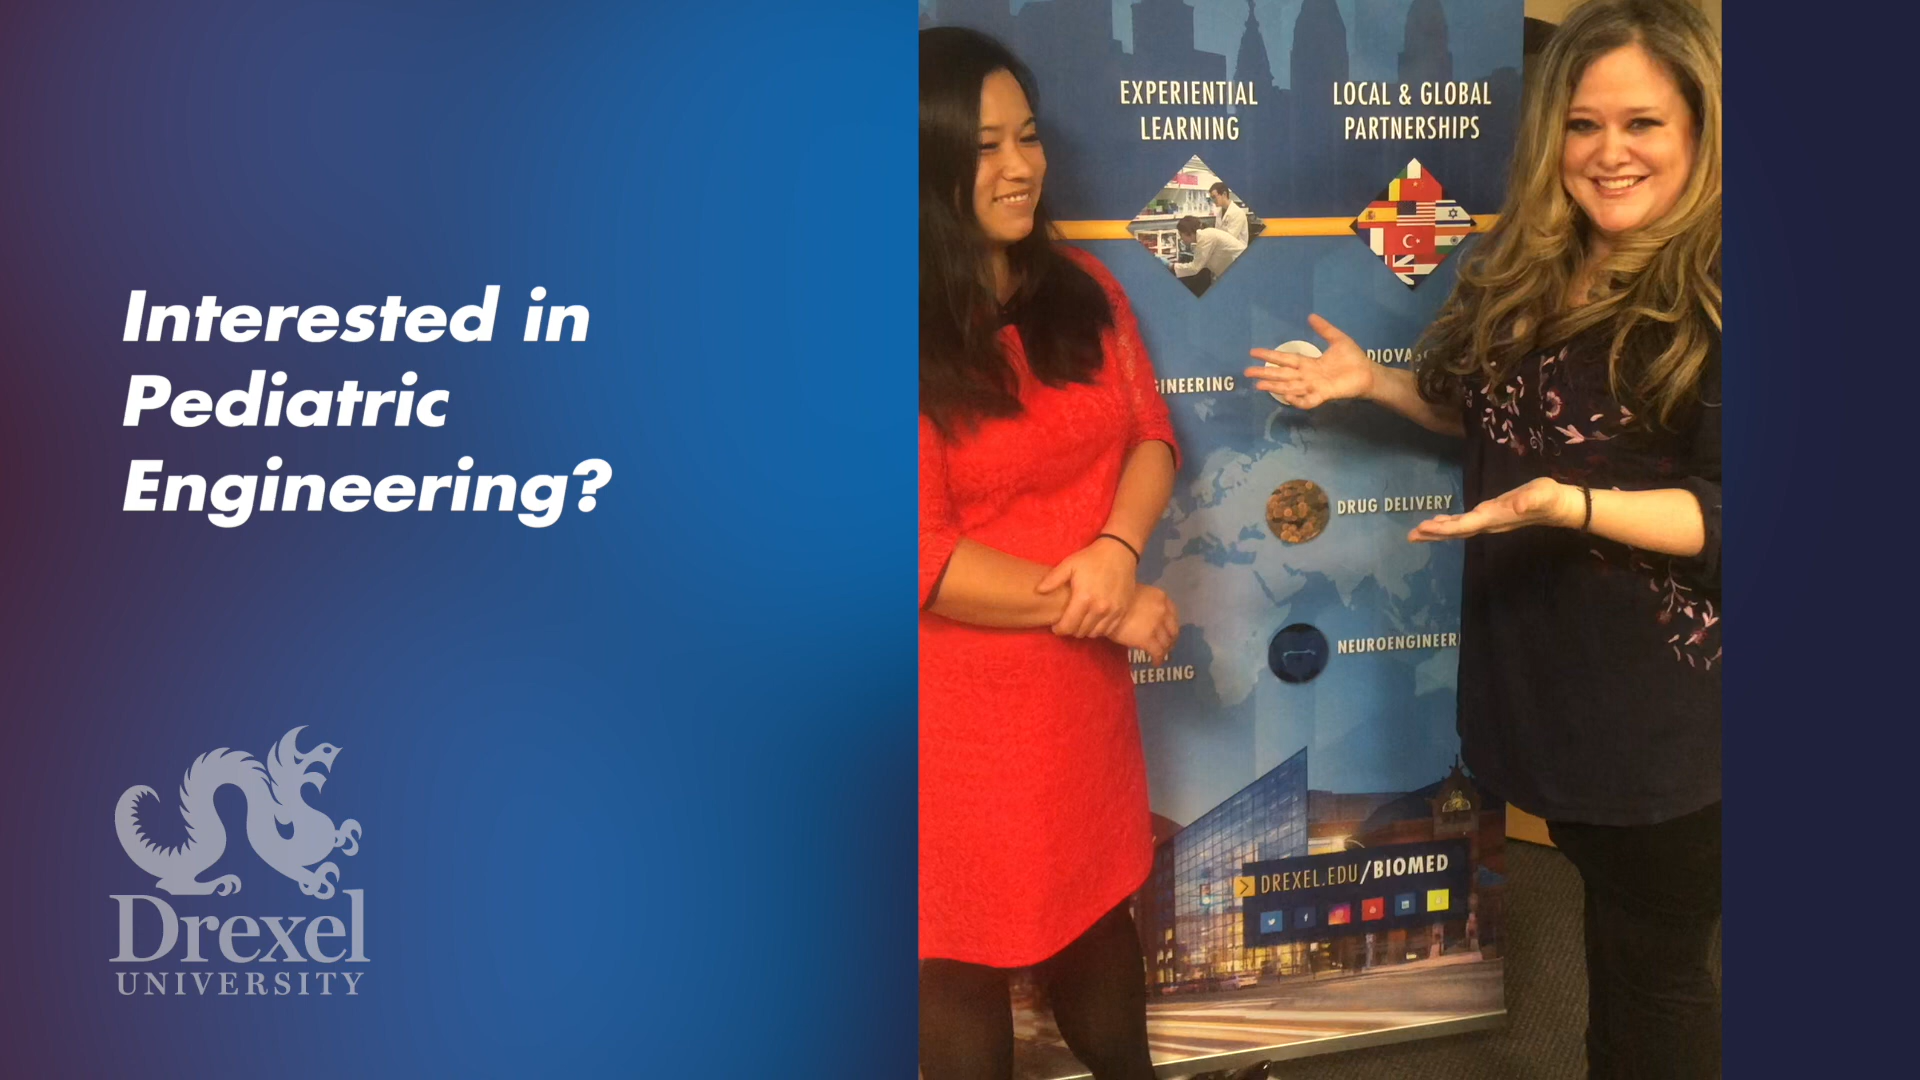 Interested in
Pediatric
Engineering?
Drexel
UNIVERSITY
EXPERIENTIAL
LEARNING
LOCAL & GLOBAL
PARTNERSHIPS
DRUG DELIVERY
DREXEL.EDU/BIOMED